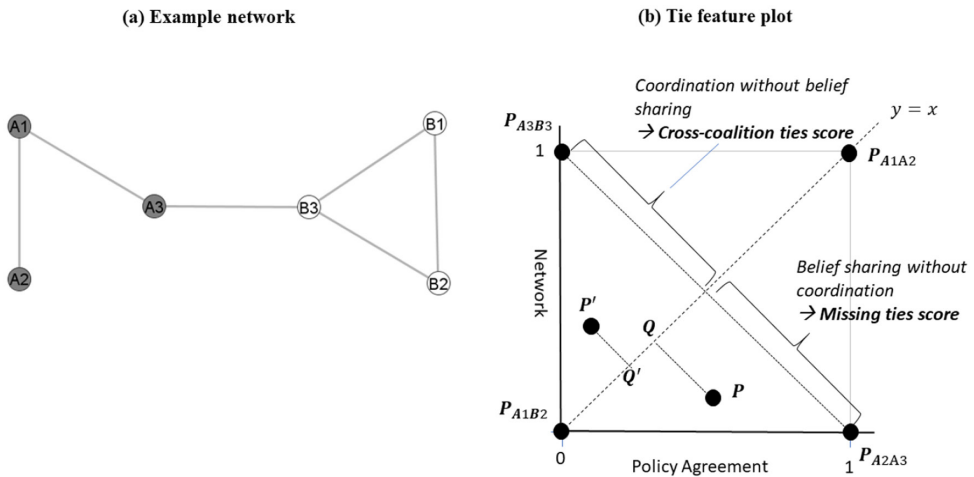 (a) Example network
(b) Tie feature plot
A1
A2
A3
B3
B1
B2
Coordination without belief
sharing
→ Cross-coalition ties score
y = x
P_{A3B3}
1
P_{A1A2}
Network
Belief sharing without
coordination
→ Missing ties score
P′
Q
Q′
P
P_{A1B2}
0
Policy Agreement
1
P_{A2A3}